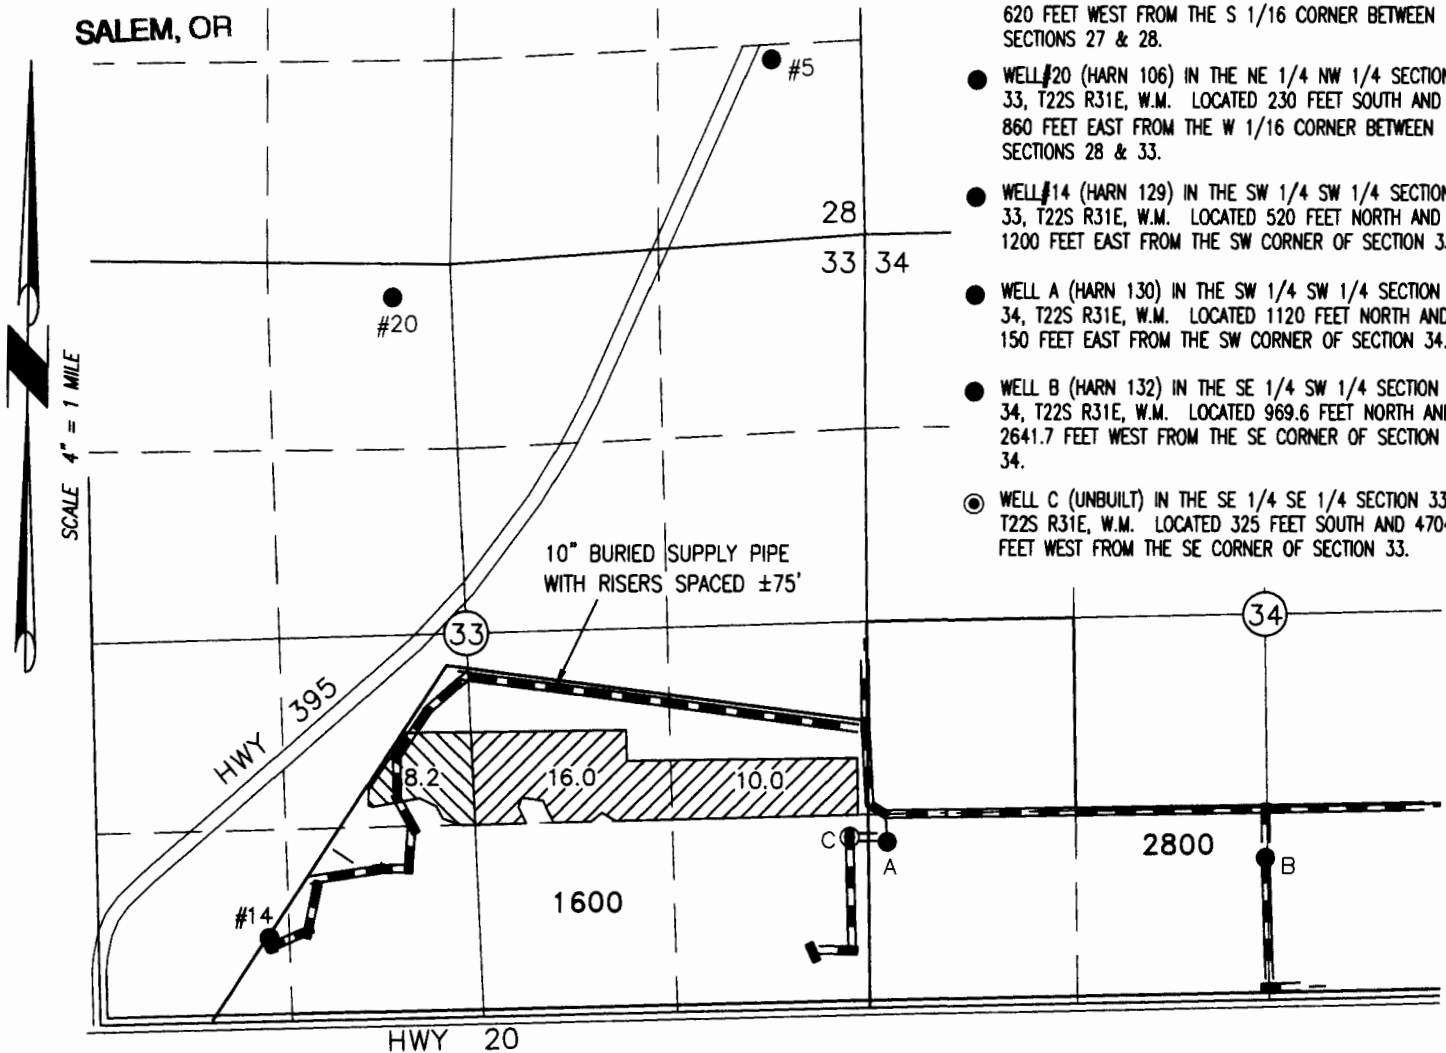 SALEM, OR
620 FEET WEST FROM THE S 1/16 CORNER BETWEEN
SECTIONS 27 & 28.
WELL #20 (HARN 106) IN THE NE 1/4 NW 1/4 SECTION
33, T22S R31E, W.M. LOCATED 230 FEET SOUTH AND
860 FEET EAST FROM THE W 1/16 CORNER BETWEEN
SECTIONS 28 & 33.
WELL #14 (HARN 129) IN THE SW 1/4 SW 1/4 SECTION
33, T22S R31E, W.M. LOCATED 520 FEET NORTH AND
1200 FEET EAST FROM THE SW CORNER OF SECTION
WELL A (HARN 130) IN THE SW 1/4 SW 1/4 SECTION
34, T22S R31E, W.M. LOCATED 1120 FEET NORTH AND
150 FEET EAST FROM THE SW CORNER OF SECTION 34.
WELL B (HARN 132) IN THE SE 1/4 SW 1/4 SECTION
34, T22S R31E, W.M. LOCATED 969.6 FEET NORTH AND
2641.7 FEET WEST FROM THE SE CORNER OF SECTION
34.
WELL C (UNBUILT) IN THE SE 1/4 SE 1/4 SECTION 33
T22S R31E, W.M. LOCATED 325 FEET SOUTH AND
FEET WEST FROM THE SE CORNER OF SECTION 33.
#5
28
33 34
#20
N
SCALE 4" = 1 MILE
10" BURIED SUPPLY PIPE
WITH RISERS SPACED ±75'
33
34
HWY 395
8.2
16.0
10.0
C
A
2800
B
1600
#14
HWY 20